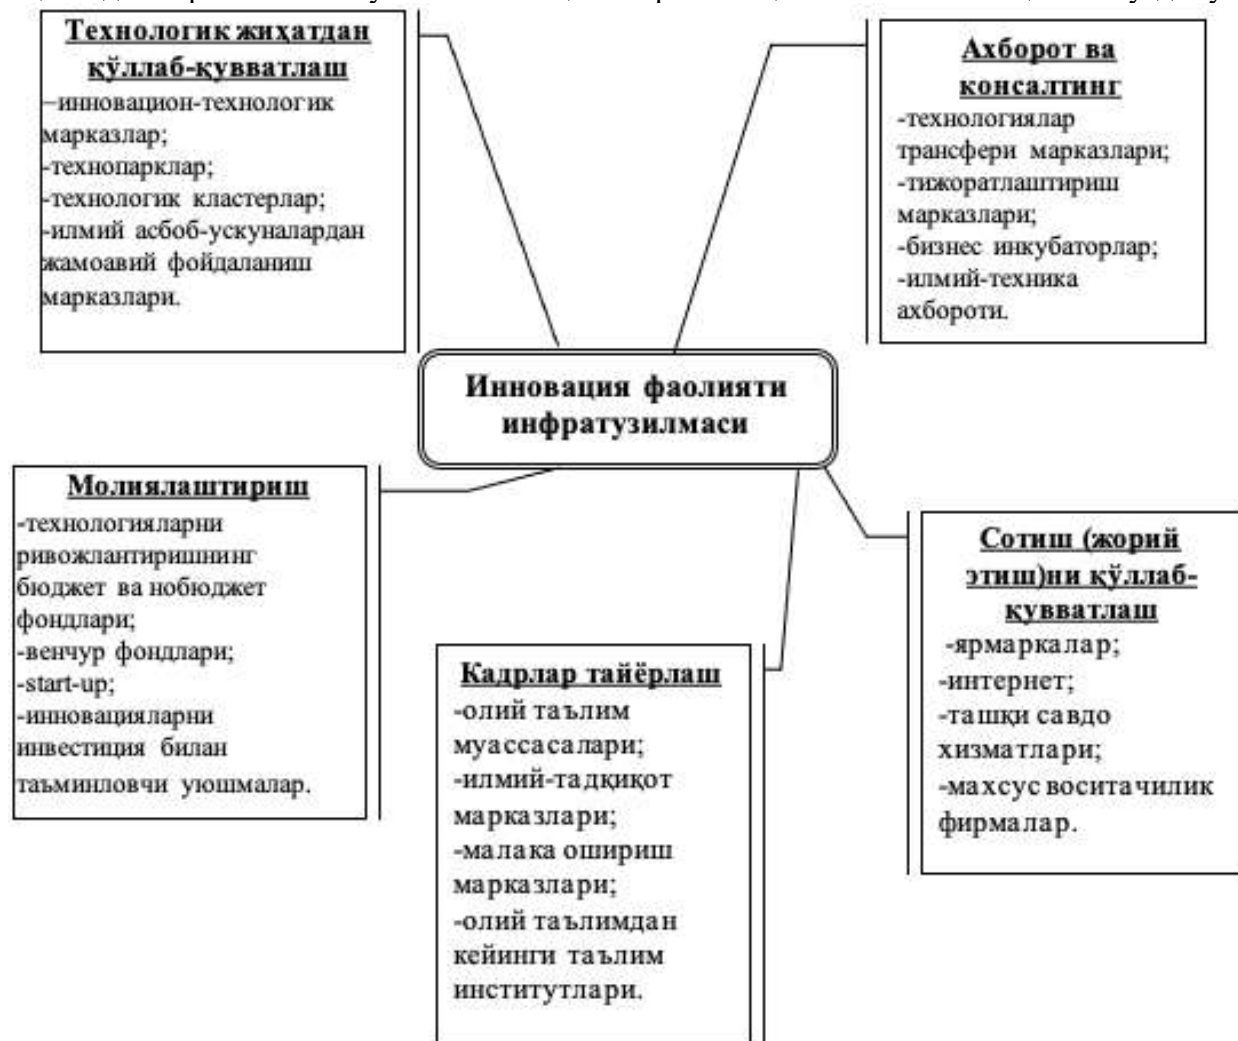 Технологик жиҳатдан
қўллаб-қувватлаш
–инновацион-технологик
марказлар;
-технопарклар;
-технологик кластерлар;
-илмий асбоб-ускуналардан
жамоавий фойдаланиш
марказлари.
Ахборот ва
консалтинг
-технологиялар
трансфери марказлари;
-тижоратлаштириш
марказлари;
-бизнес инкубаторлар;
-илмий-техника
ахбороти.
Инновация фаолияти
инфратузилмаси
Молиялаштириш
-технологияларни
ривожлантиришнинг
бюджет ва нобюджет
фондлари;
-венчур фондлари;
-start-up;
-инновацияларни
инвестиция билан
таъминловчи уюшмалар.
Кадрлар тайёрлаш
-олий таълим
муассасалари;
-илмий-тадқиқот
марказлари;
-малака ошириш
марказлари;
-олий таълимдан
кейинги таълим
институтлари.
Сотиш (жорий
этиш)ни қўллаб-
қувватлаш
-ярмаркалар;
-интернет;
-ташқи савдо
хизматлари;
-махсус воситачилик
фирмалар.